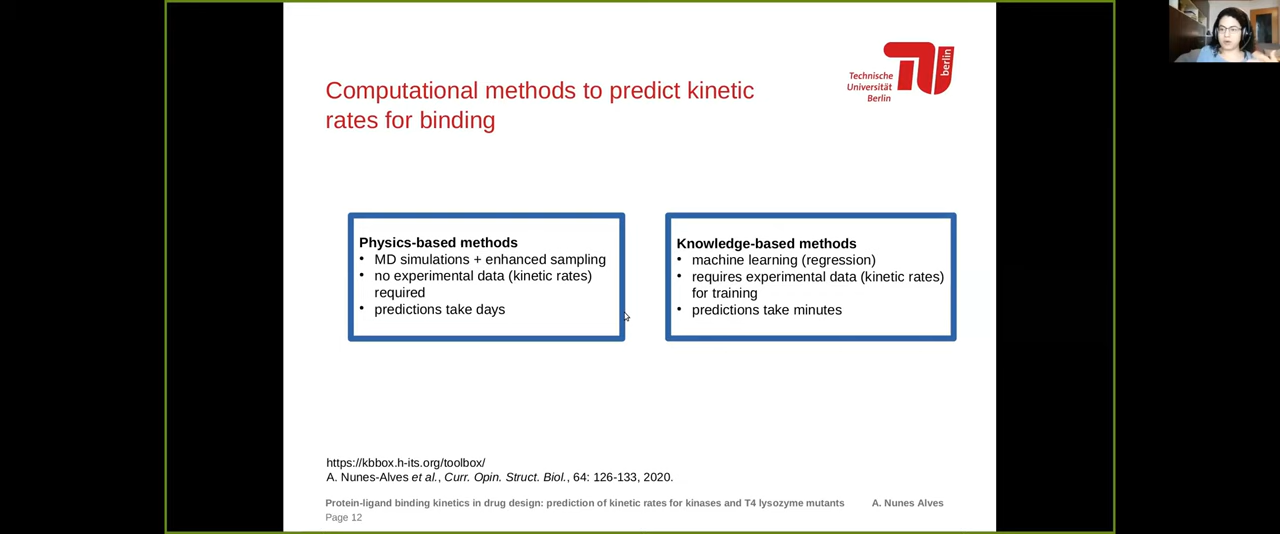 Technische
Universität
Berlin
berlin
Computational methods to predict kinetic
rates for binding
Physics-based methods
• MD simulations + enhanced sampling
• no experimental data (kinetic rates)
required
• predictions take days
Knowledge-based methods
• machine learning (regression)
• requires experimental data (kinetic rates)
for training
• predictions take minutes
https://kbbox.h-its.org/toolbox/
A. Nunes-Alves et al., Curr. Opin. Struct. Biol., 64: 126-133, 2020.
Protein-ligand binding kinetics in drug design: prediction of kinetic rates for kinases and T4 lysozyme mutants A. Nunes Alves
Page 12